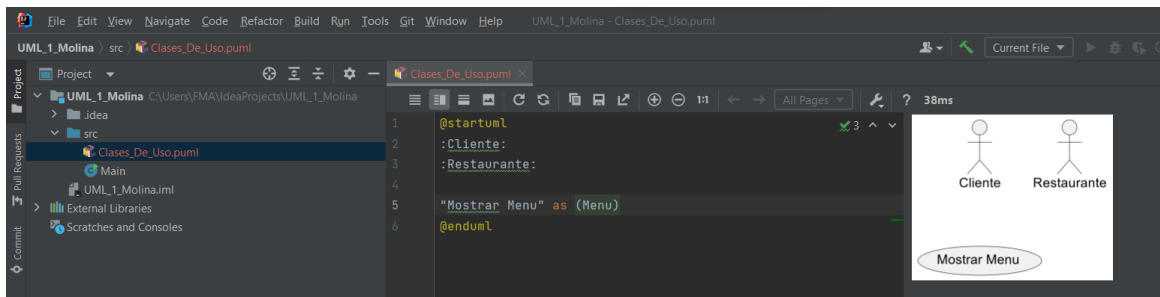 File Edit View Navigate Code Refactor Build Run Tools Git Window Help UML_1_Molina - Clases_De_Uso.puml
UML_1_Molina src Clases_De_Uso.puml Current File
Project Project Clases_De_Uso.puml
UML_1_Molina C:\Users\FMA\IdeaProjects\UML_1_Molina 1:1 All Pages ? 38ms
.idea
src
Clases_De_Uso.puml
Main
UML_1_Molina.iml
External Libraries
Scratches and Consoles
Pull Requests
Commit
1 @startuml 3
2 :Cliente:
3 :Restaurante:
4
5 "Mostrar Menu" as (Menu)
6 @enduml
Cliente Restaurante
Mostrar Menu